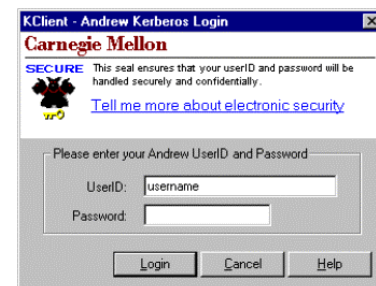 KClient - Andrew Kerberos Login
Carnegie Mellon
SECURE
This seal ensures that your userID and password will be
handled securely and confidentially.
Tell me more about electronic security
Please enter your Andrew UserID and Password
UserID: username
Password:
Login Cancel Help